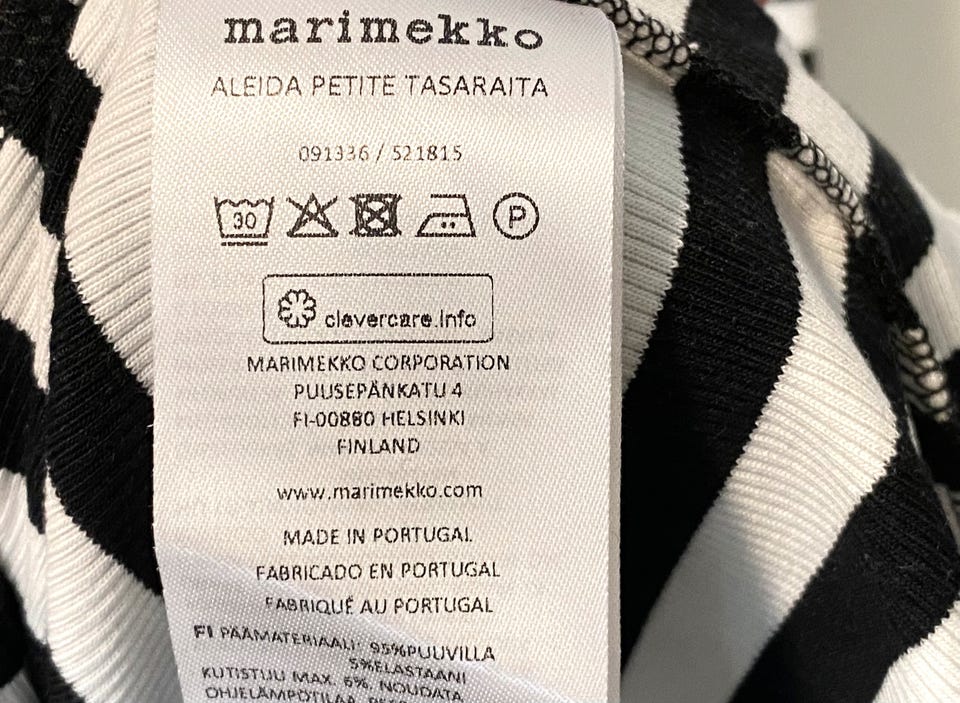 marimekko
ALEIDA PETITE TASARAITA
091336 / 521815
30 P
clevercare.info
MARIMEKKO CORPORATION
PUUSEPÄNKATU 4
FI-00880 HELSINKI
FINLAND
www.marimekko.com
MADE IN PORTUGAL
FABRICADO EN PORTUGAL
FABRIQUÉ AU PORTUGAL
FI PÄÄMATERIAALI: 95%PUUVILLA
5%ELASTAANI
KUTISTUU MAX. 6%. NOUDATA